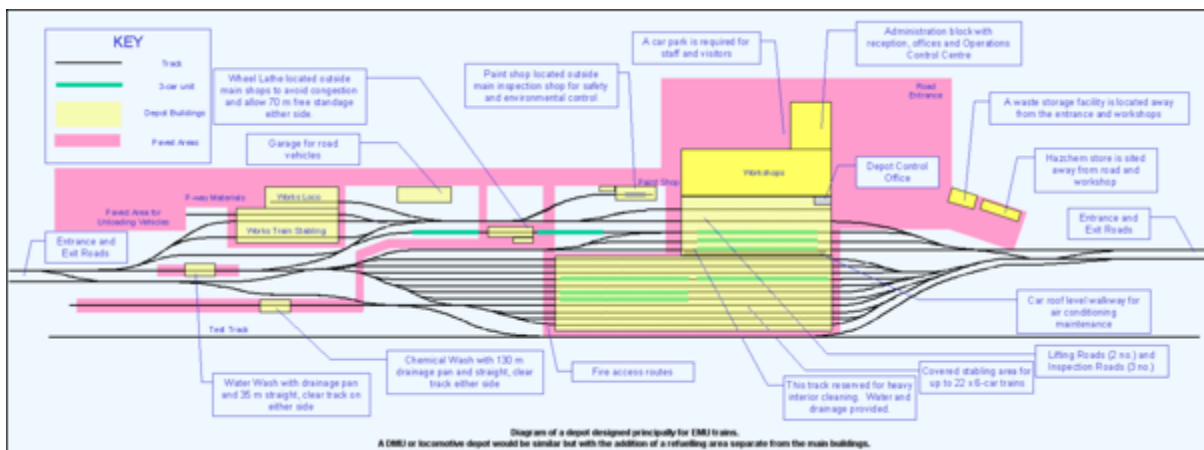 KEY
Track
3-car unit
Depot Buildings
Paved Areas
Wheel Lathe located outside
main shops to avoid congestion
and allow 70 m free standage
either side.
Paint shop located outside
main inspection shop for safety
and environmental control
A car park is required for
staff and visitors
Administration block with
reception, offices and Operations
Control Centre
Road
Entrance
A waste storage facility is located away
from the entrance and workshops
Garage for road
vehicles
Hazchem store is sited
away from road and
workshop
Depot Control
Office
Workshops
Paint Shop
P-way Materials
Works Loco
Paved Area for
Unloading Vehicles
Works Train Stabling
Entrance and
Exit Roads
Entrance and
Exit Roads
Car roof level walkway for
air conditioning
maintenance
Test Track
Chemical Wash with 130 m
drainage pan and straight, clear
track either side
Water Wash with drainage pan
and 35 m straight, clear track on
either side
Fire access routes
This track reserved for heavy
interior cleaning. Water and
drainage provided.
Covered stabling area for
up to 22 x 6-car trains
Lifting Roads (2 no.) and
Inspection Roads (3 no.)
Diagram of a depot designed principally for EMU trains.
A DMU or locomotive depot would be similar but with the addition of a refuelling area separate from the main buildings.